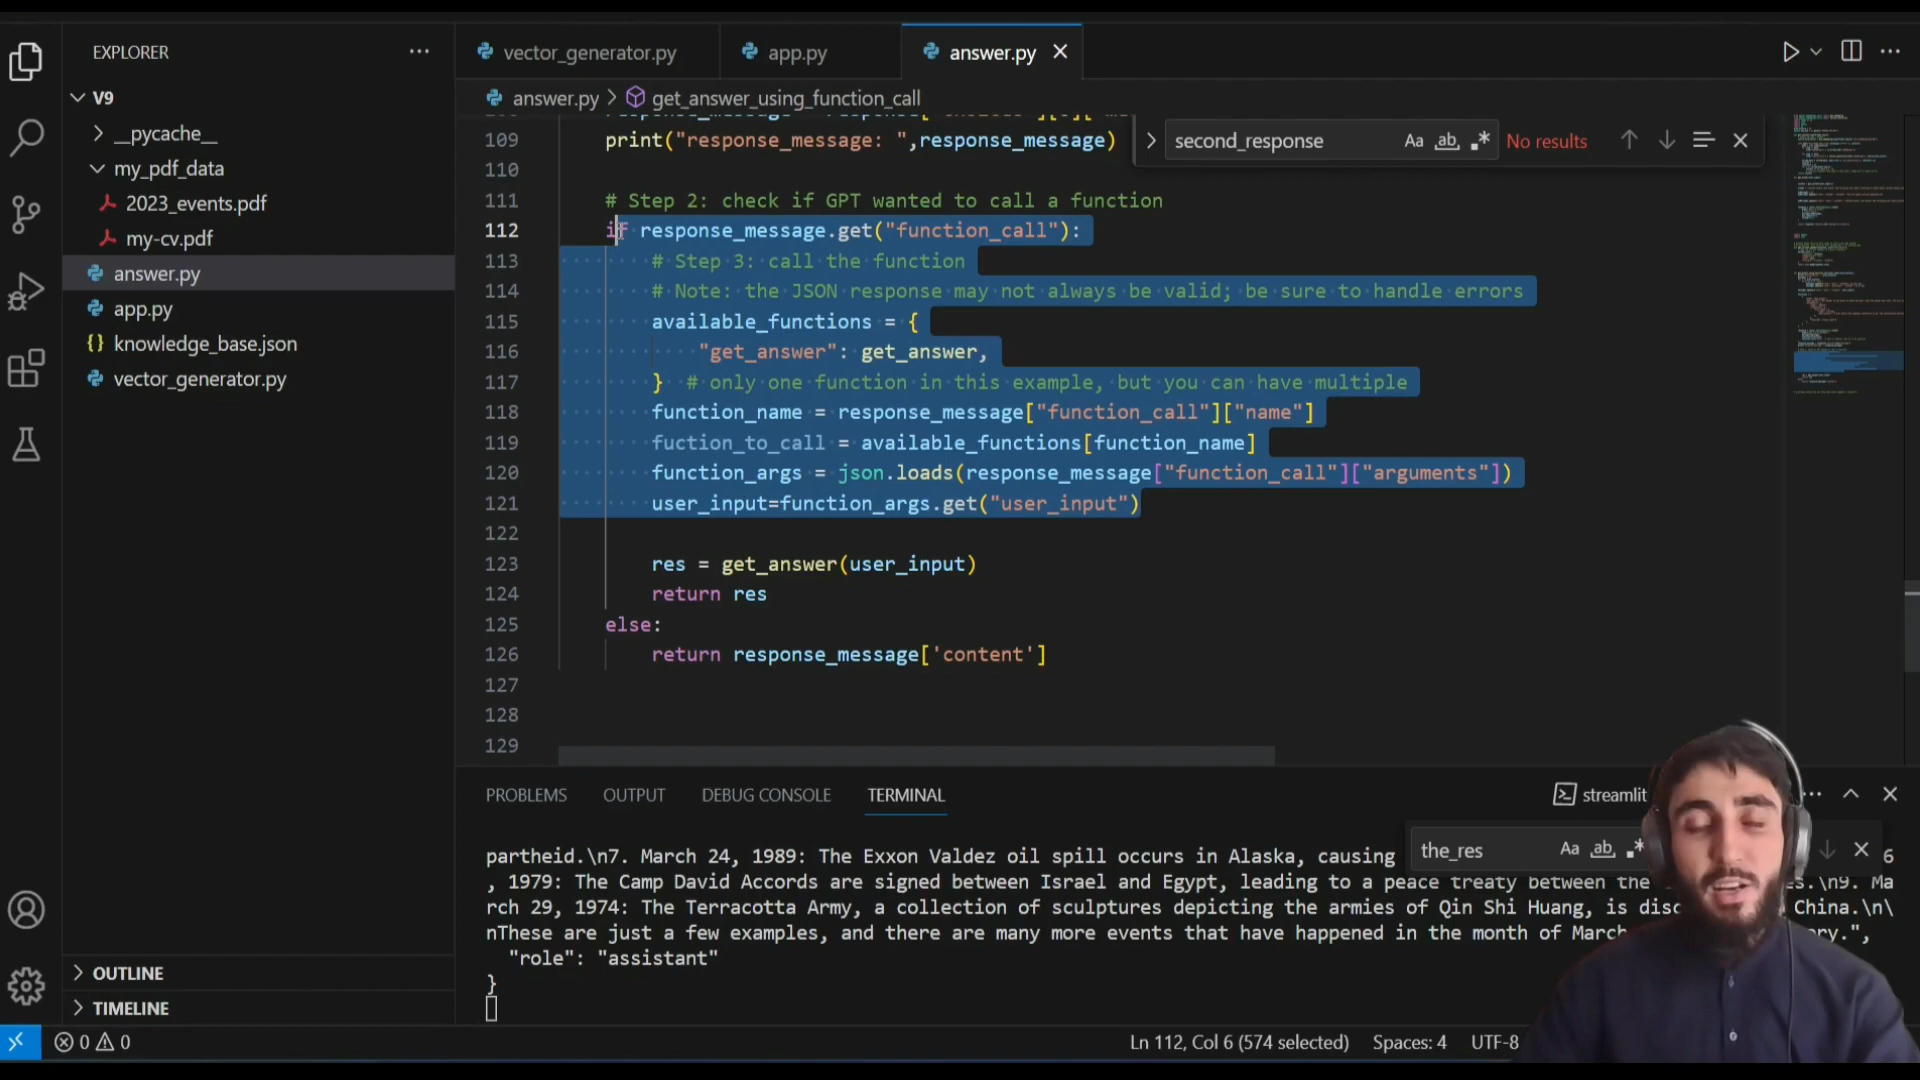 EXPLORER
V9
__pycache__
my_pdf_data
2023_events.pdf
my-cv.pdf
answer.py
app.py
{} knowledge_base.json
vector_generator.py
OUTLINE
TIMELINE
vector_generator.py
app.py
answer.py
answer.py > get_answer_using_function_call
second_response
Aa ab .* No results
109 print("response_message: ",response_message)
110
111 # Step 2: check if GPT wanted to call a function
112 if response_message.get("function_call"):
113 # Step 3: call the function
114 # Note: the JSON response may not always be valid; be sure to handle errors
115 available_functions = {
116 "get_answer": get_answer,
117 } # only one function in this example, but you can have multiple
118 function_name = response_message["function_call"]["name"]
119 fuction_to_call = available_functions[function_name]
120 function_args = json.loads(response_message["function_call"]["arguments"])
121 user_input=function_args.get("user_input")
122
123 res = get_answer(user_input)
124 return res
125 else:
126 return response_message['content']
127
128
129
PROBLEMS OUTPUT DEBUG CONSOLE TERMINAL
streamlit
the_res
Aa ab .*
partheid.\n7. March 24, 1989: The Exxon Valdez oil spill occurs in Alaska, causing 6
, 1979: The Camp David Accords are signed between Israel and Egypt, leading to a peace treaty between the s.\n9. Ma
rch 29, 1974: The Terracotta Army, a collection of sculptures depicting the armies of Qin Shi Huang, is disc China.\n\
nThese are just a few examples, and there are many more events that have happened in the month of March ry.",
"role": "assistant"
}
0 0
Ln 112, Col 6 (574 selected) Spaces: 4 UTF-8